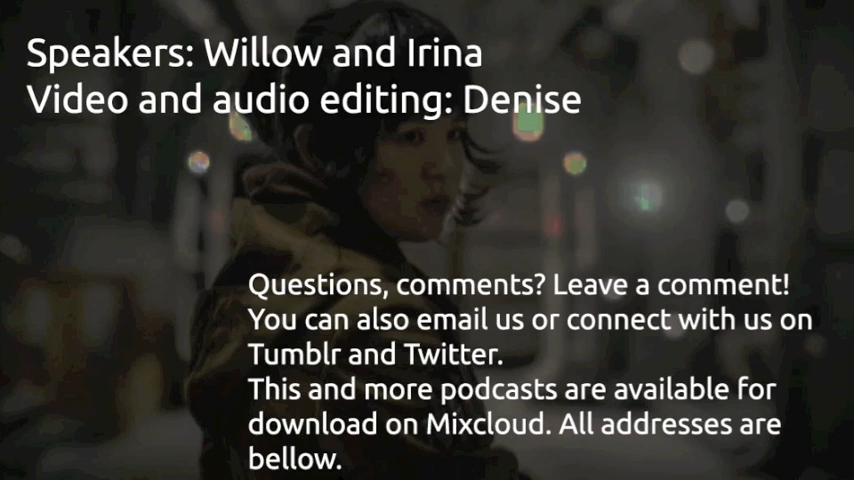 Speakers: Willow and Irina
Video and audio editing: Denise
Questions, comments? Leave a comment!
You can also email us or connect with us on
Tumblr and Twitter.
This and more podcasts are available for
download on Mixcloud. All addresses are
bellow.